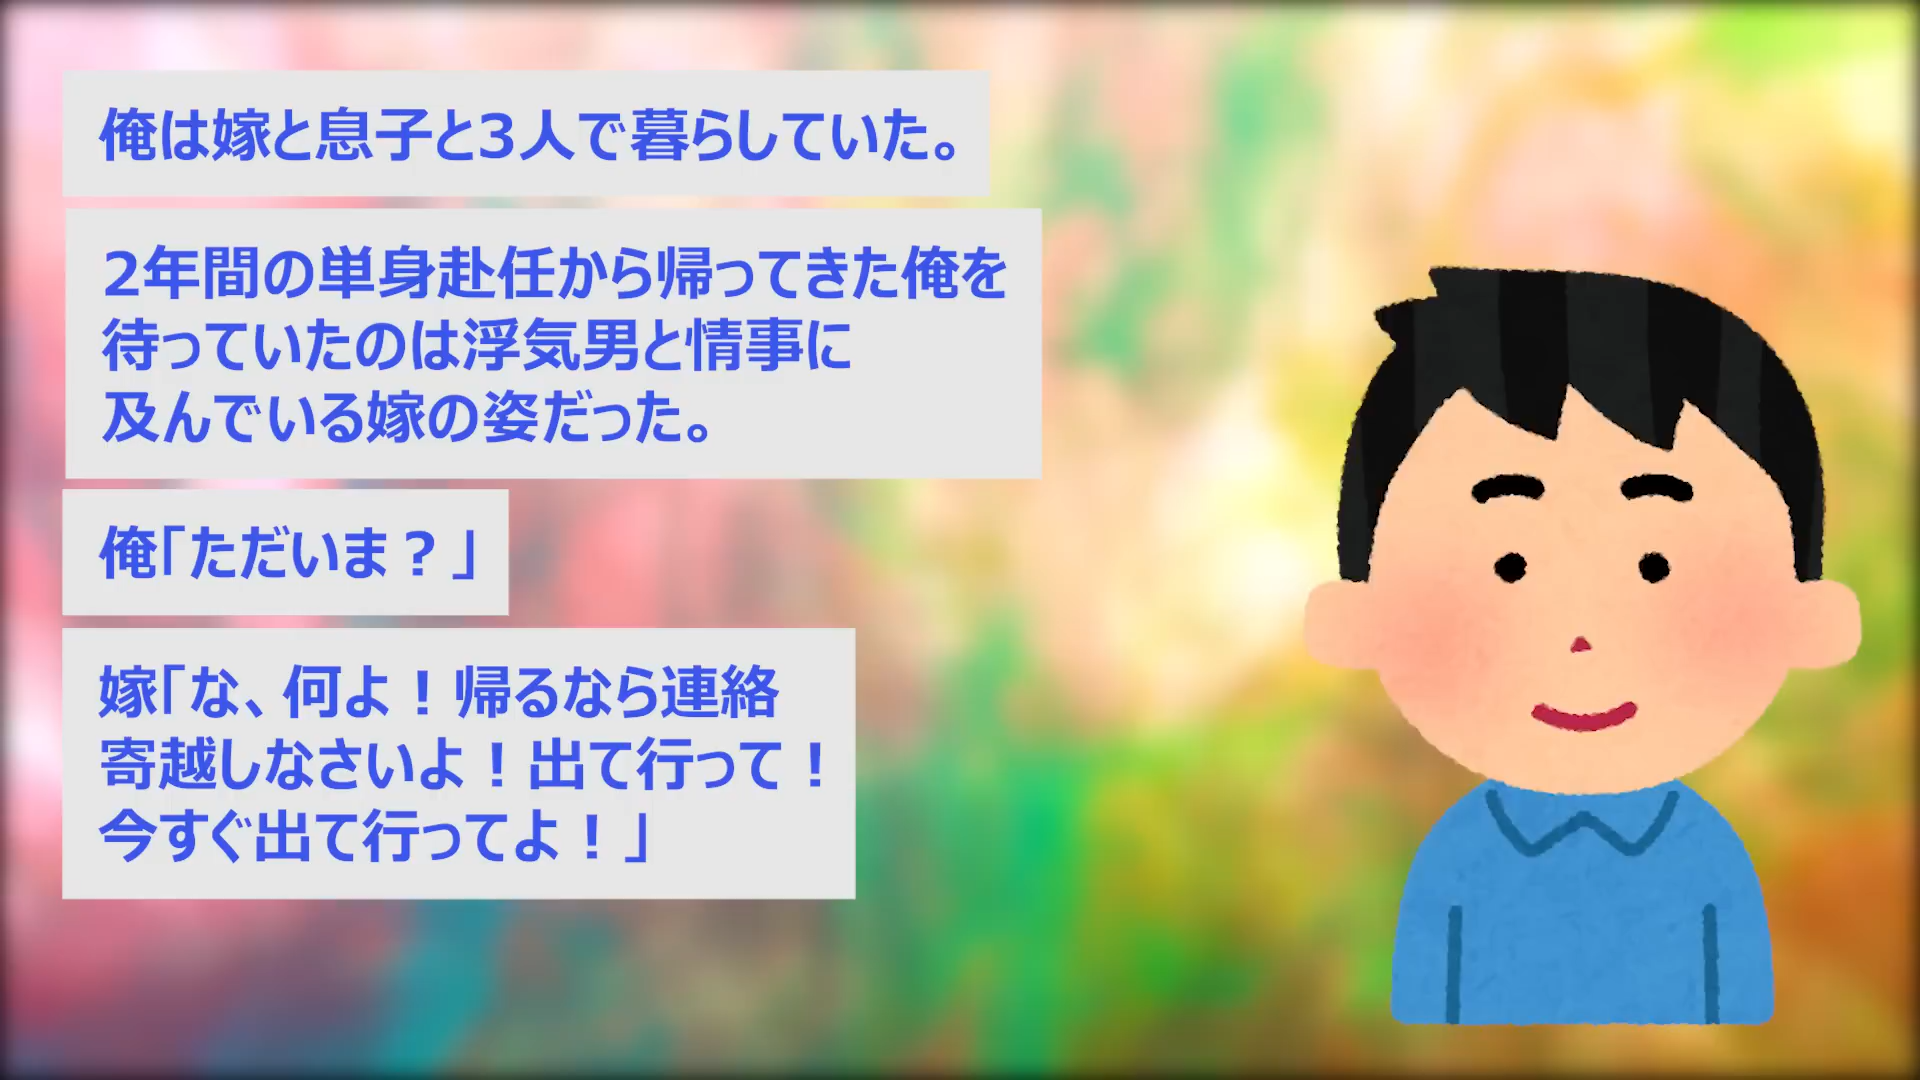 俺は嫁と息子と3人で暮らしていた。
2年間の単身赴任から帰ってきた俺を
待っていたのは浮気男と情事に
及んでいる嫁の姿だった。
俺「ただいま？」
嫁「な、何よ！帰るなら連絡
寄越しなさいよ！出て行って！
今すぐ出て行ってよ！」